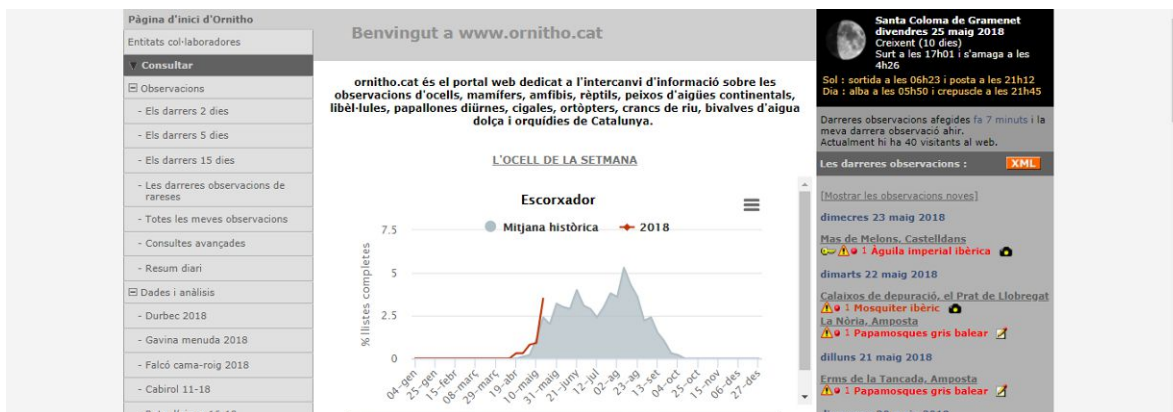 Pàgina d'inici d'Ornitho
Entitats col·laboradores
Consultar
Observacions
- Els darrers 2 dies
- Els darrers 5 dies
- Els darrers 15 dies
- Les darreres observacions de
rareses
- Totes les meves observacions
- Consultes avançades
- Resum diari
Dades i anàlisis
- Durbec 2018
- Gavina menuda 2018
- Falcó cama-roig 2018
- Cabirol 11-18
Benvingut a www.ornitho.cat
ornitho.cat és el portal web dedicat a l'intercanvi d'informació sobre les
observacions d'ocells, mamífers, amfibis, rèptils, peixos d'aigües continentals,
libèl·lules, papallones diürnes, cigales, ortòpters, crancs de riu, bivalves d'aigua
dolça i orquídies de Catalunya.
L'OCELL DE LA SETMANA
Escorxador
Mitjana històrica 2018
% llistes completes
7.5
5
2.5
0
04-gen 25-gen 15-febr 08-març 29-març 19-abr 10-maig 31-maig 21-juny 12-jul 02-ag 23-ag 13-set 04-oct 25-oct 15-nov 06-des 27-des
Santa Coloma de Gramenet
divendres 25 maig 2018
Creixent (10 dies)
Surt a les 17h01 i s'amaga a les
4h26
Sol : sortida a les 06h23 i posta a les 21h12
Dia : alba a les 05h50 i crepuscle a les 21h45
Darreres observacions afegides fa 7 minuts i la
meva darrera observació ahir.
Actualment hi ha 40 visitants al web.
Les darreres observacions : XML
[Mostrar les observacions noves]
dimecres 23 maig 2018
Mas de Melons, Castelldans
1 Àguila imperial ibèrica
dimarts 22 maig 2018
Calaixos de depuració, el Prat de Llobregat
1 Mosquiter ibèric
La Nòria, Amposta
1 Papamosques gris balear
dilluns 21 maig 2018
Erms de la Tancada, Amposta
1 Papamosques gris balear